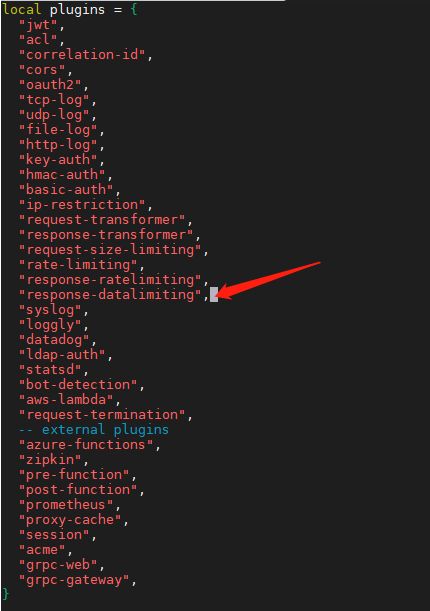 local plugins = {
  "jwt",
  "acl",
  "correlation-id",
  "cors",
  "oauth2",
  "tcp-log",
  "udp-log",
  "file-log",
  "http-log",
  "key-auth",
  "hmac-auth",
  "basic-auth",
  "ip-restriction",
  "request-transformer",
  "response-transformer",
  "request-size-limiting",
  "rate-limiting",
  "response-ratelimiting",
  "response-datalimiting",
  "syslog",
  "loggly",
  "datadog",
  "ldap-auth",
  "statsd",
  "bot-detection",
  "aws-lambda",
  "request-termination",
  -- external plugins
  "azure-functions",
  "zipkin",
  "pre-function",
  "post-function",
  "prometheus",
  "proxy-cache",
  "session",
  "acme",
  "grpc-web",
  "grpc-gateway",
}